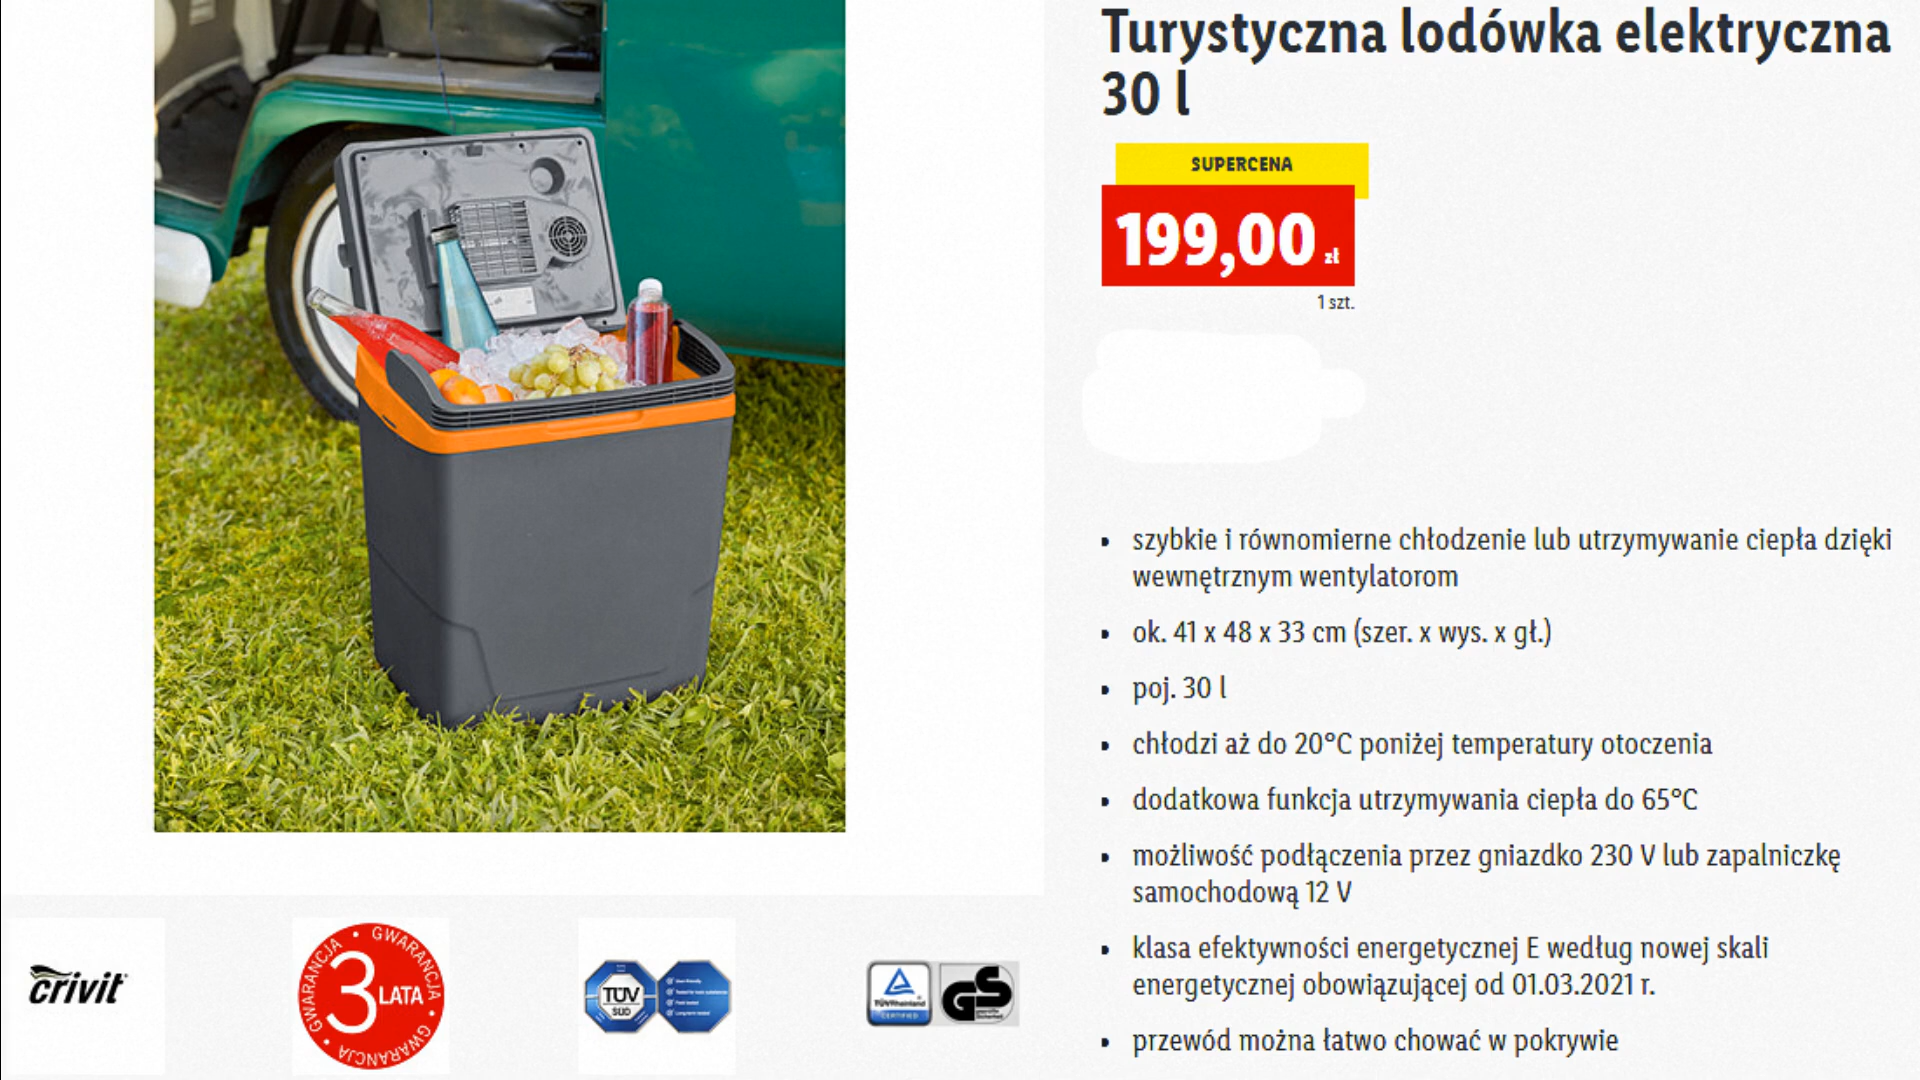 Turystyczna lodówka elektryczna
30 l
SUPERCENA
199,00 zł
1 szt.
szybkie i równomierne chłodzenie lub utrzymywanie ciepła dzięki
wewnętrznym wentylatorom
ok. 41 x 48 x 33 cm (szer. x wys. x gł.)
poj. 30 l
chłodzi aż do 20°C poniżej temperatury otoczenia
dodatkowa funkcja utrzymywania ciepła do 65°C
możliwość podłączenia przez gniazdko 230 V lub zapalniczkę
samochodową 12 V
klasa efektywności energetycznej E według nowej skali
energetycznej obowiązującej od 01.03.2021 r.
przewód można łatwo chować w pokrywie
crivit
GWARANCJA • GWARANCJA • GWARANCJA •
3 LATA
TÜV
SÜD
TÜVRheinland
CERTIFIED
GS
geprüfte
Sicherheit